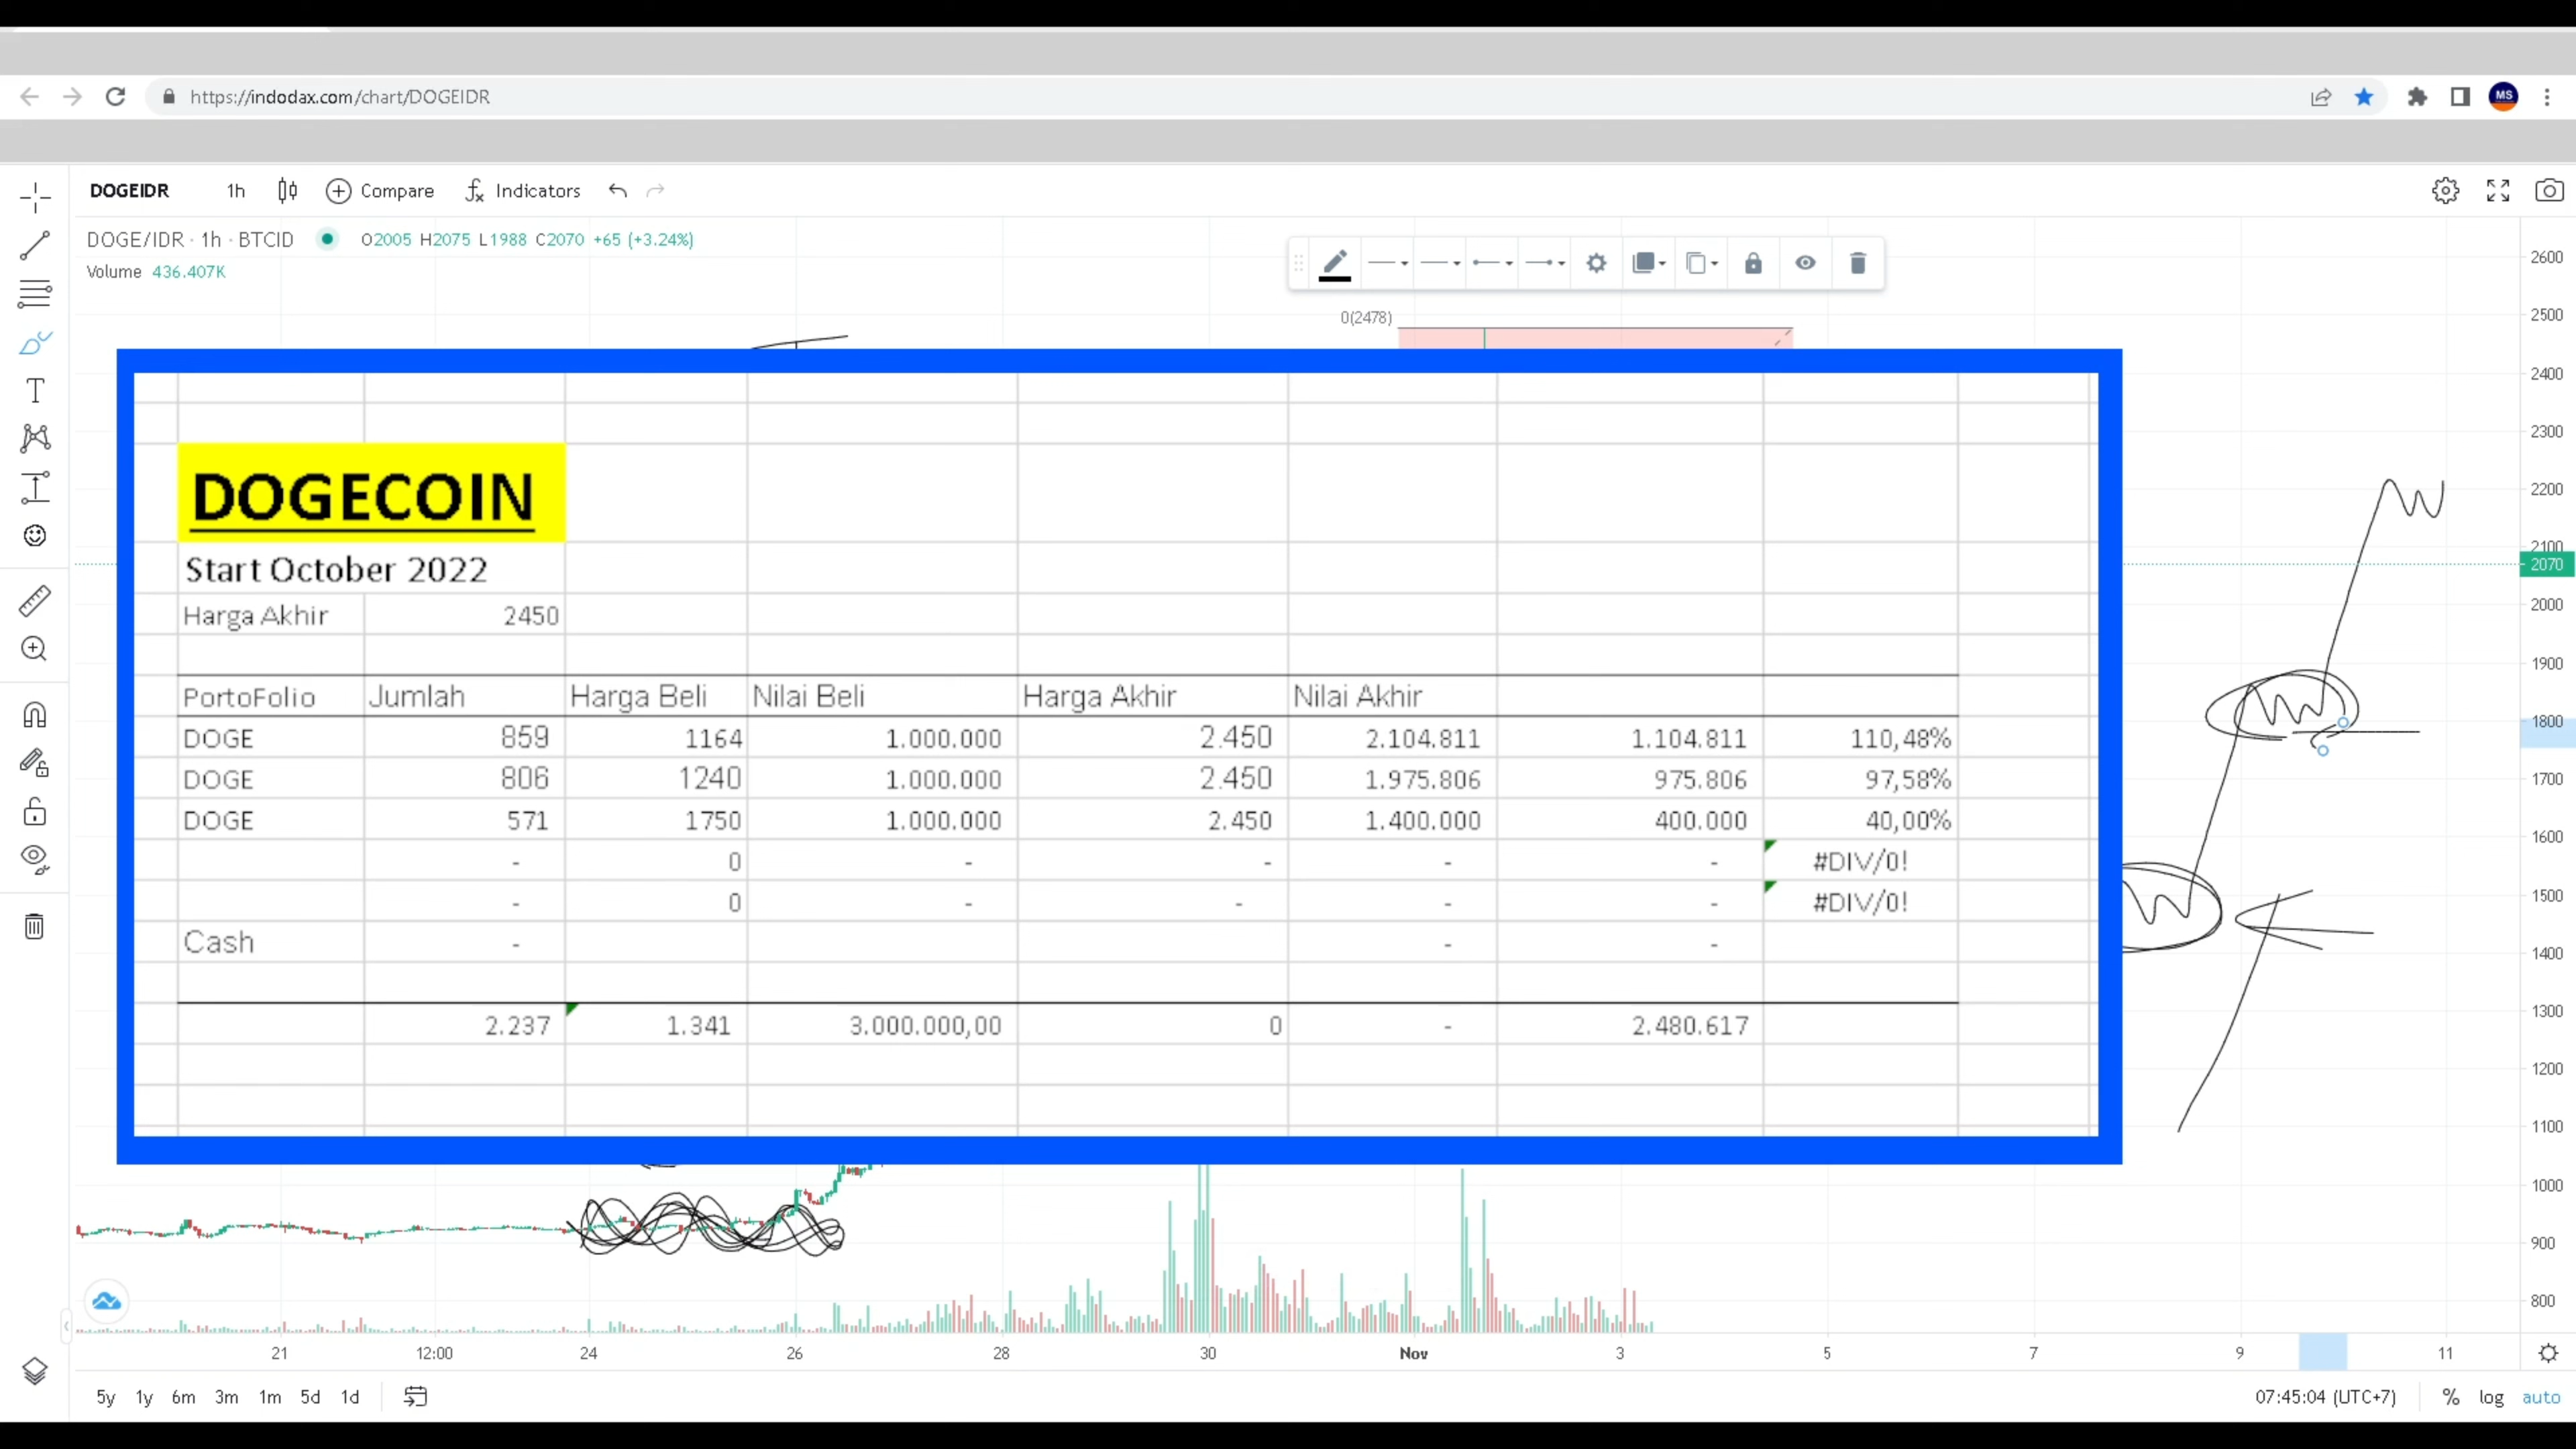 https://indodax.com/chart/DOGEIDR
MS
DOGEIDR 1h Compare Indicators
DOGE/IDR · 1h · BTCID O2005 H2075 L1988 C2070 +65 (+3.24%)
Volume 436.407K
0(2478)
DOGECOIN
Start October 2022
Harga Akhir 2450
PortoFolio Jumlah Harga Beli Nilai Beli Harga Akhir Nilai Akhir
DOGE 859 1164 1.000.000 2.450 2.104.811 1.104.811 110,48%
DOGE 806 1240 1.000.000 2.450 1.975.806 975.806 97,58%
DOGE 571 1750 1.000.000 2.450 1.400.000 400.000 40,00%
- 0 - - - - #DIV/0!
- 0 - - - - #DIV/0!
Cash - - -
2.237 1.341 3.000.000,00 0 - 2.480.617
2600
2500
2400
2300
2200
2100
2070
2000
1900
1800
1700
1600
1500
1400
1300
1200
1100
1000
900
800
21 12:00 24 26 28 30 Nov 3 5 7 9 11
5y 1y 6m 3m 1m 5d 1d 07:45:04 (UTC+7) % log auto